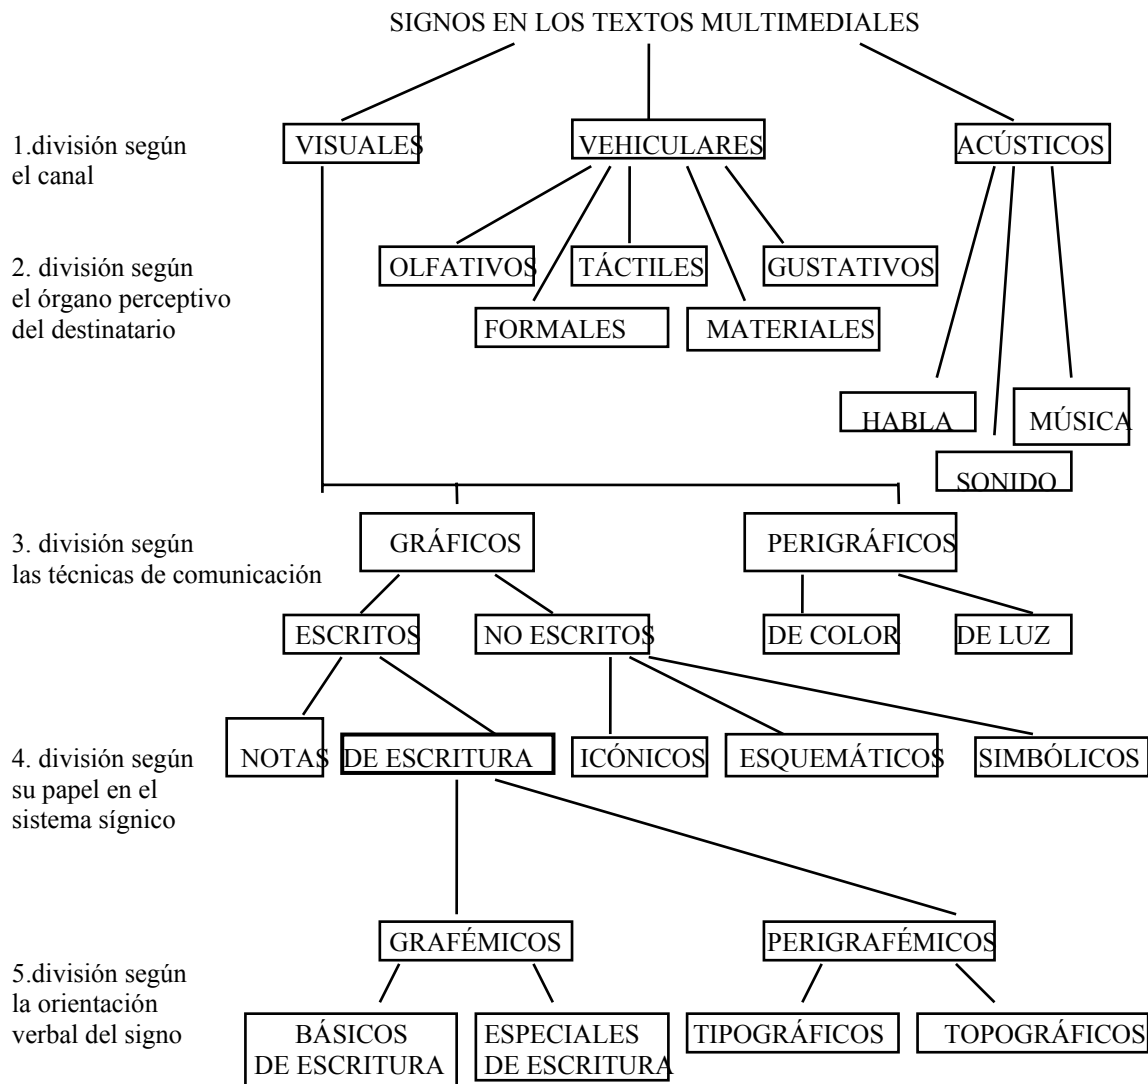 SIGNOS EN LOS TEXTOS MULTIMEDIALES
1.división según
el canal
VISUALES
VEHICULARES
ACÚSTICOS
2. división según
el órgano perceptivo
del destinatario
OLFATIVOS
TÁCTILES
GUSTATIVOS
FORMALES
MATERIALES
HABLA
MÚSICA
SONIDO
3. división según
las técnicas de comunicación
GRÁFICOS
PERIGRÁFICOS
ESCRITOS
NO ESCRITOS
DE COLOR
DE LUZ
4. división según
su papel en el
sistema sígnico
NOTAS
DE ESCRITURA
ICÓNICOS
ESQUEMÁTICOS
SIMBÓLICOS
GRAFÉMICOS
PERIGRAFÉMICOS
5.división según
la orientación
verbal del signo
BÁSICOS
DE ESCRITURA
ESPECIALES
DE ESCRITURA
TIPOGRÁFICOS
TOPOGRÁFICOS